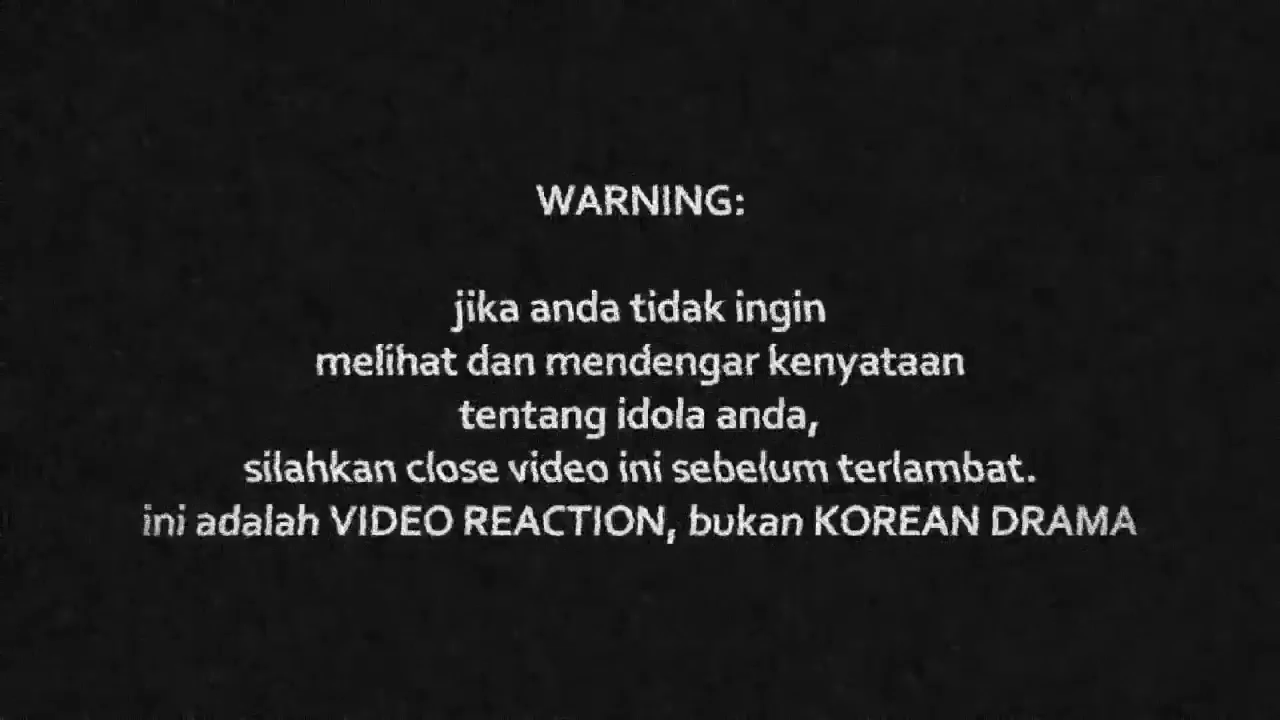 WARNING:
jika anda tidak ingin
melihat dan mendengar kenyataan
tentang idola anda,
silahkan close video ini sebelum terlambat.
ini adalah VIDEO REACTION, bukan KOREAN DRAMA